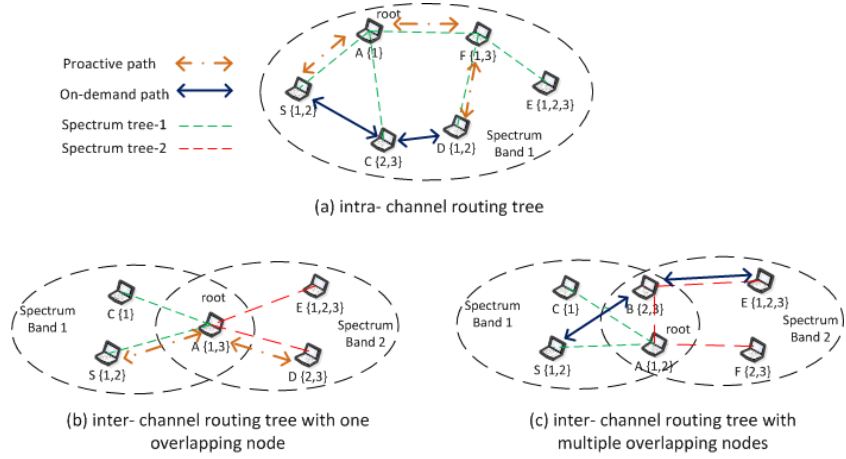 root
A {1}
F {1,3}
Proactive path
On-demand path
Spectrum tree-1
Spectrum tree-2
S {1,2}
E {1,2,3}
C {2,3}
D {1,2}
Spectrum
Band 1
(a) intra- channel routing tree
Spectrum
Band 1
C {1}
root
E {1,2,3}
A {1,3}
Spectrum
Band 2
S {1,2}
D {2,3}
(b) inter- channel routing tree with one
overlapping node
Spectrum
Band 1
C {1}
B {2,3}
E {1,2,3}
root
Spectrum
Band 2
S {1,2}
A {1,2}
F {2,3}
(c) inter- channel routing tree with
multiple overlapping nodes